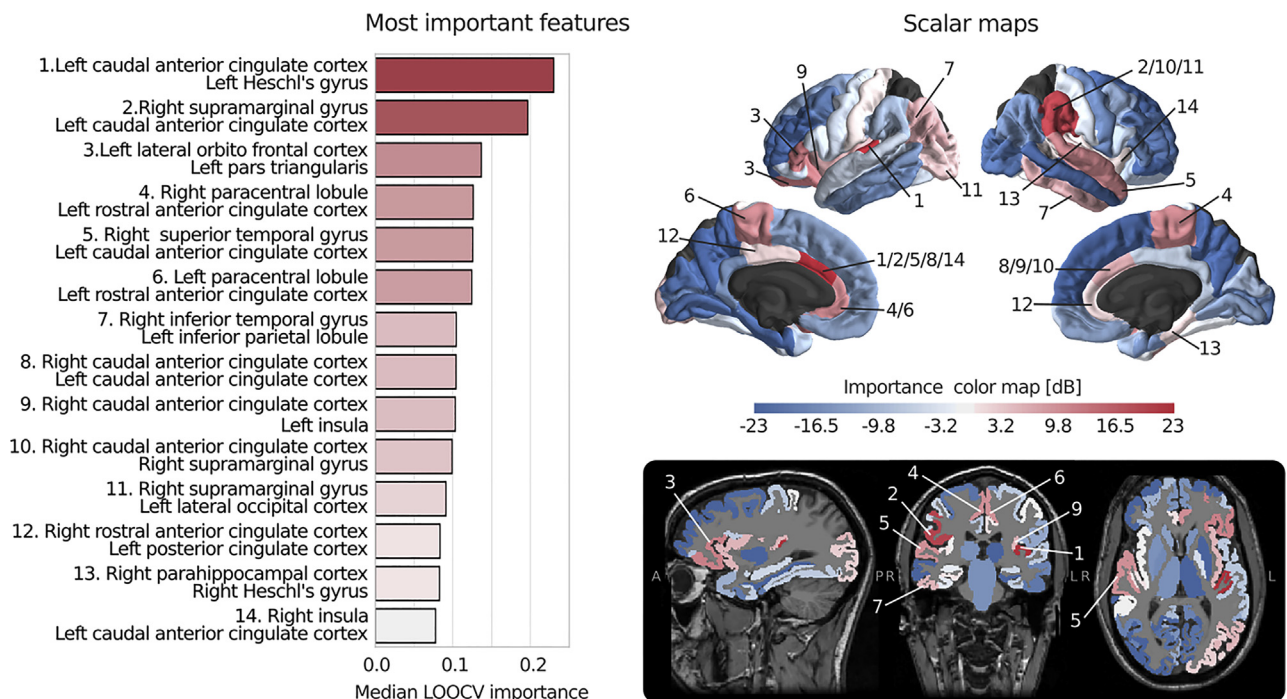 Most important features
1.Left caudal anterior cingulate cortex
Left Heschl's gyrus
2.Right supramarginal gyrus
Left caudal anterior cingulate cortex
3.Left lateral orbito frontal cortex
Left pars triangularis
4. Right paracentral lobule
Left rostral anterior cingulate cortex
5. Right superior temporal gyrus
Left caudal anterior cingulate cortex
6. Left paracentral lobule
Left rostral anterior cingulate cortex
7. Right inferior temporal gyrus
Left inferior parietal lobule
8. Right caudal anterior cingulate cortex
Left caudal anterior cingulate cortex
9. Right caudal anterior cingulate cortex
Left insula
10. Right caudal anterior cingulate cortex
Right supramarginal gyrus
11. Right supramarginal gyrus
Left lateral occipital cortex
12. Right rostral anterior cingulate cortex
Left posterior cingulate cortex
13. Right parahippocampal cortex
Right Heschl's gyrus
14. Right insula
Left caudal anterior cingulate cortex
0.0 0.1 0.2
Median LOOCV importance
Scalar maps
9 7 2/10/11
3 14
3 1 11 13 7 5
6 4
12 1/2/5/8/14 8/9/10
4/6 12
13
Importance color map [dB]
-23 -16.5 -9.8 -3.2 3.2 9.8 16.5 23
3 4 6
2 9
5 1
A PR LR L
7 5